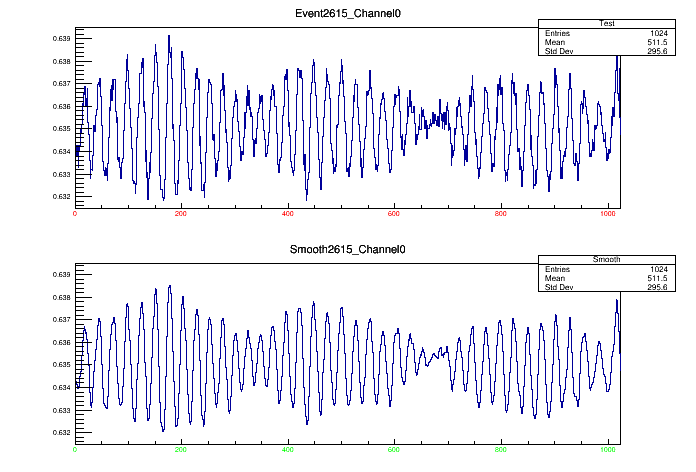 Event2615_Channel0
Test
Entries 1024
Mean 511.5
Std Dev 295.6
0.639
0.638
0.637
0.636
0.635
0.634
0.633
0.632
0 200 400 600 800 1000
Smooth2615_Channel0
Smooth
Entries 1024
Mean 511.5
Std Dev 295.6
0.639
0.638
0.637
0.636
0.635
0.634
0.633
0.632
0 200 400 600 800 1000